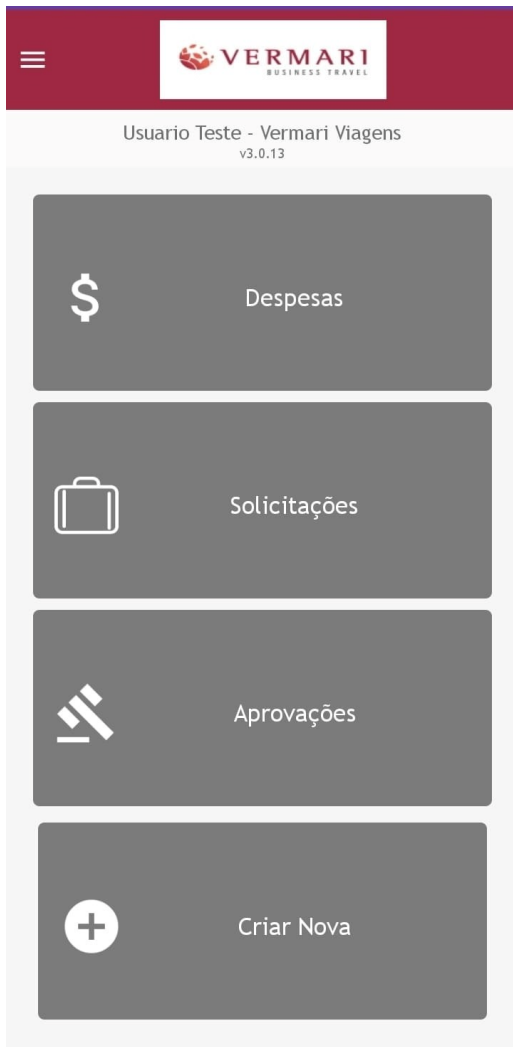 VERMARI
BUSINESS TRAVEL
Usuario Teste - Vermari Viagens
v3.0.13
$
Despesas
Solicitações
Aprovações
Criar Nova